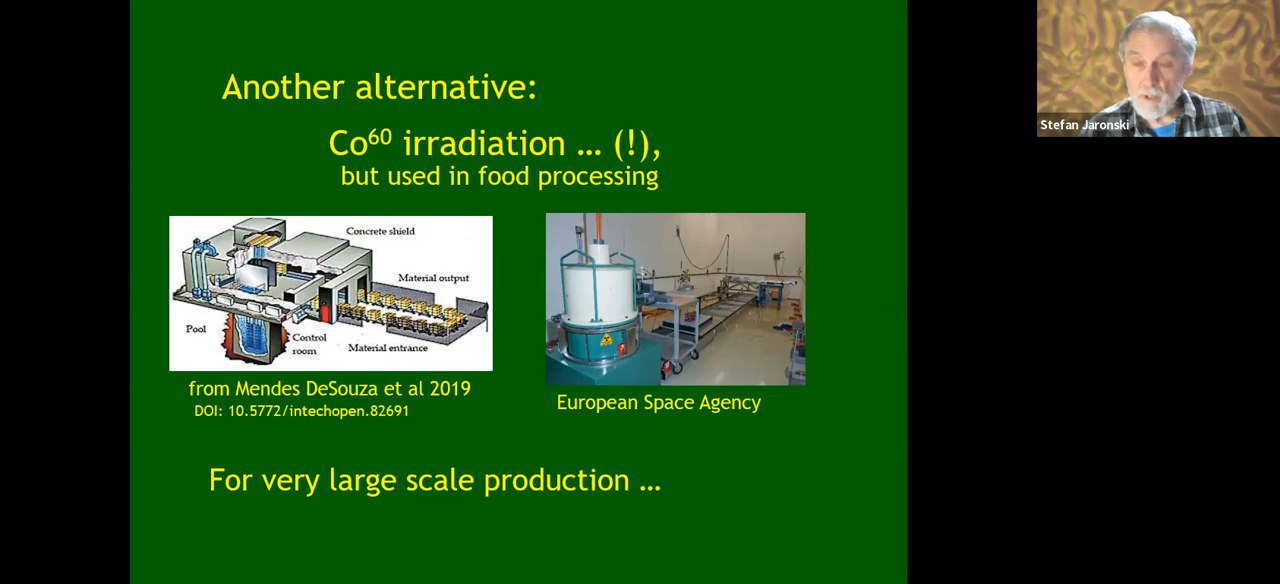 Another alternative:
Co⁶⁰ irradiation … (!),
but used in food processing
Concrete shield
Material output
Pool
Control
room
Material entrance
from Mendes DeSouza et al 2019
DOI: 10.5772/intechopen.82691
European Space Agency
For very large scale production …
Stefan Jaronski